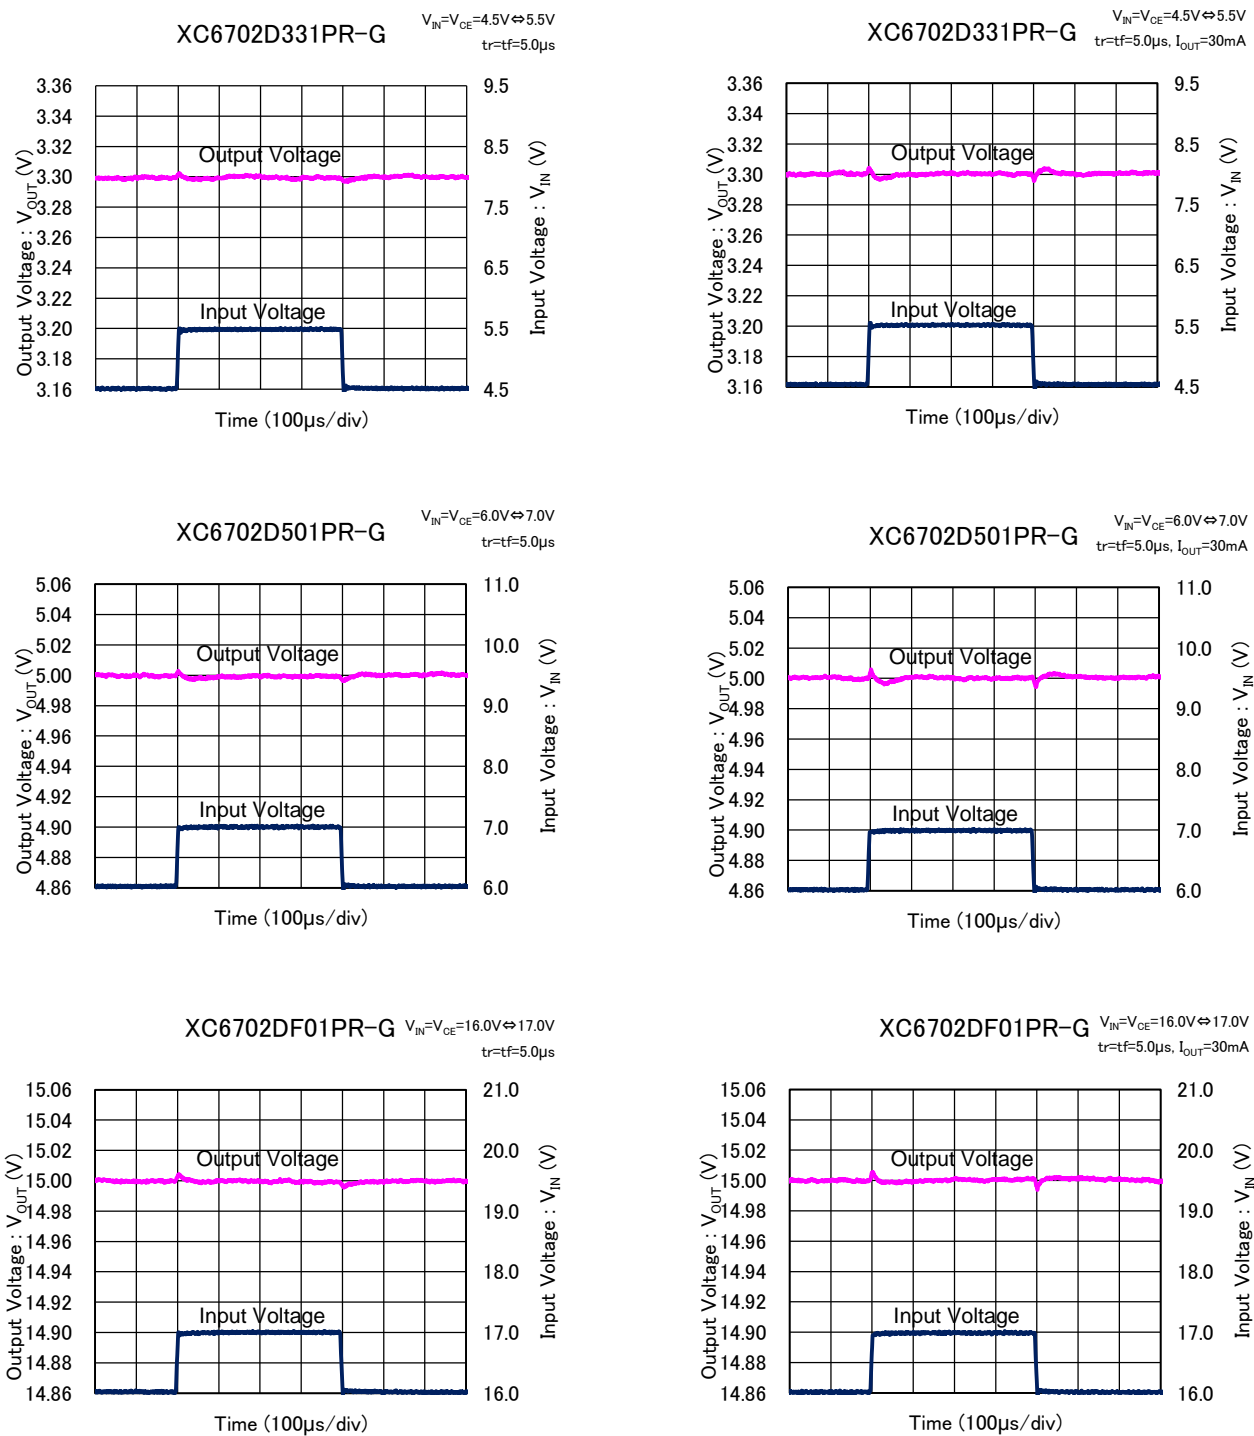 XC6702D331PR-G
VIN=VCE=4.5V⇔5.5V
tr=tf=5.0μs
3.36
3.34
3.32
3.30
3.28
3.26
3.24
3.22
3.20
3.18
3.16
Output Voltage : VOUT (V)
Output Voltage
Input Voltage
9.5
8.5
7.5
6.5
5.5
4.5
Input Voltage : VIN (V)
Time (100μs/div)
XC6702D331PR-G
VIN=VCE=4.5V⇔5.5V
tr=tf=5.0μs, IOUT=30mA
3.36
3.34
3.32
3.30
3.28
3.26
3.24
3.22
3.20
3.18
3.16
Output Voltage : VOUT (V)
Output Voltage
Input Voltage
9.5
8.5
7.5
6.5
5.5
4.5
Input Voltage : VIN (V)
Time (100μs/div)
XC6702D501PR-G
VIN=VCE=6.0V⇔7.0V
tr=tf=5.0μs
5.06
5.04
5.02
5.00
4.98
4.96
4.94
4.92
4.90
4.88
4.86
Output Voltage : VOUT (V)
Output Voltage
Input Voltage
11.0
10.0
9.0
8.0
7.0
6.0
Input Voltage : VIN (V)
Time (100μs/div)
XC6702D501PR-G
VIN=VCE=6.0V⇔7.0V
tr=tf=5.0μs, IOUT=30mA
5.06
5.04
5.02
5.00
4.98
4.96
4.94
4.92
4.90
4.88
4.86
Output Voltage : VOUT (V)
Output Voltage
Input Voltage
11.0
10.0
9.0
8.0
7.0
6.0
Input Voltage : VIN (V)
Time (100μs/div)
XC6702DF01PR-G
VIN=VCE=16.0V⇔17.0V
tr=tf=5.0μs
15.06
15.04
15.02
15.00
14.98
14.96
14.94
14.92
14.90
14.88
14.86
Output Voltage : VOUT (V)
Output Voltage
Input Voltage
21.0
20.0
19.0
18.0
17.0
16.0
Input Voltage : VIN (V)
Time (100μs/div)
XC6702DF01PR-G
VIN=VCE=16.0V⇔17.0V
tr=tf=5.0μs, IOUT=30mA
15.06
15.04
15.02
15.00
14.98
14.96
14.94
14.92
14.90
14.88
14.86
Output Voltage : VOUT (V)
Output Voltage
Input Voltage
21.0
20.0
19.0
18.0
17.0
16.0
Input Voltage : VIN (V)
Time (100μs/div)